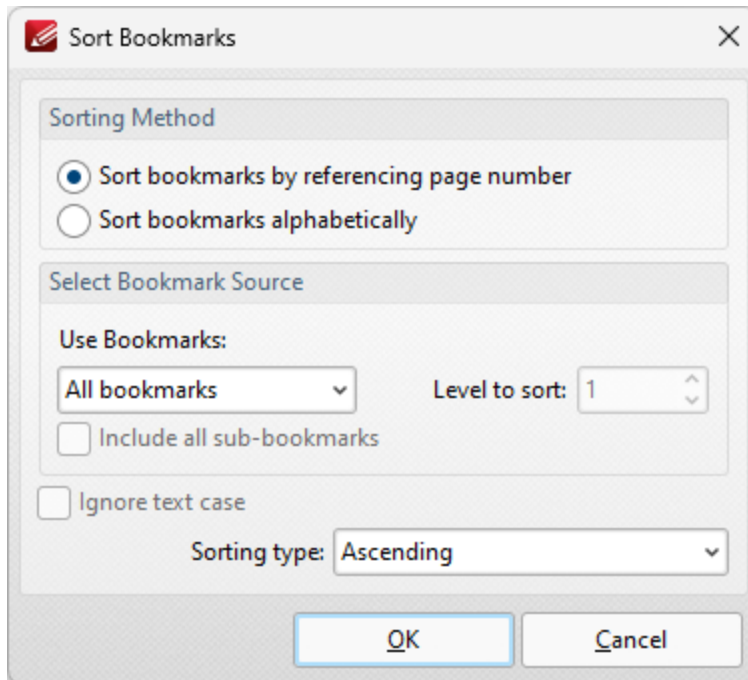 Sort Bookmarks
Sorting Method
Sort bookmarks by referencing page number
Sort bookmarks alphabetically
Select Bookmark Source
Use Bookmarks:
All bookmarks Level to sort: 1
Include all sub-bookmarks
Ignore text case
Sorting type: Ascending
OK Cancel